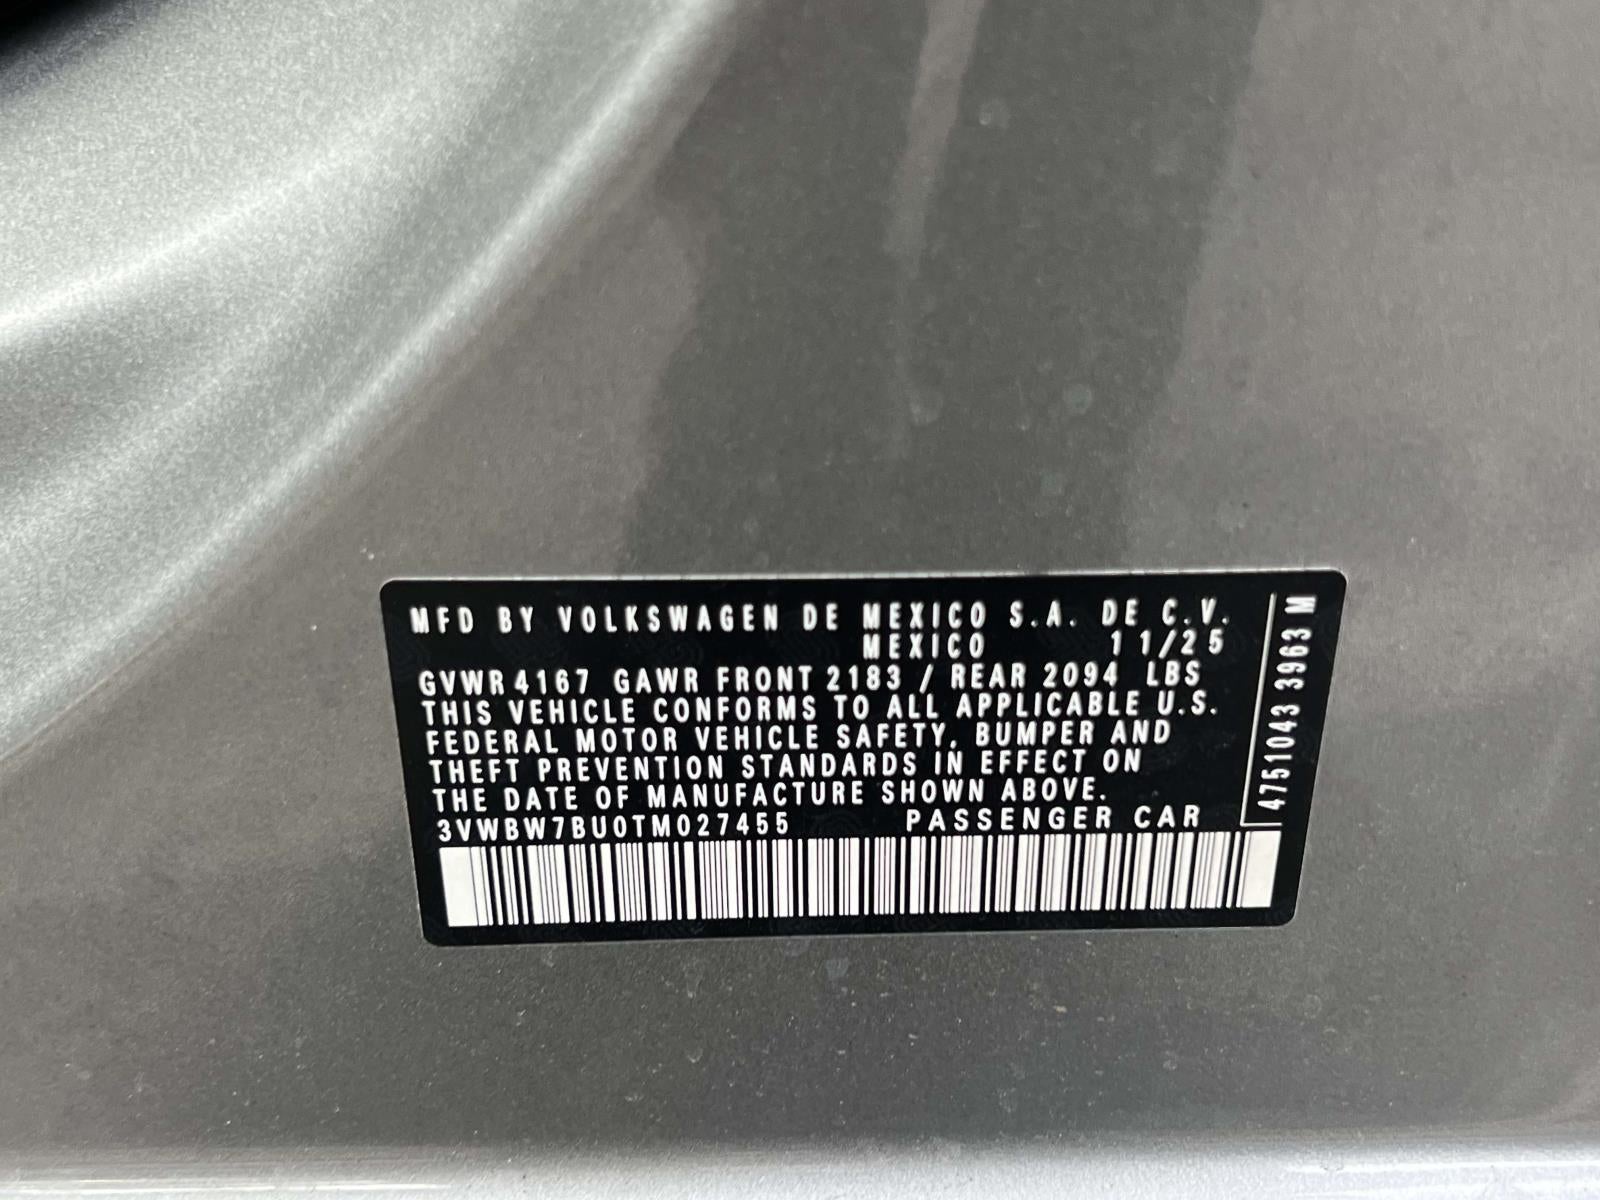 MFD BY VOLKSWAGEN DE MEXICO S.A. DE C.V.
MEXICO 11/25
GVWR 4167 GAWR FRONT 2183 / REAR 2094 LBS
THIS VEHICLE CONFORMS TO ALL APPLICABLE U.S.
FEDERAL MOTOR VEHICLE SAFETY, BUMPER AND
THEFT PREVENTION STANDARDS IN EFFECT ON
THE DATE OF MANUFACTURE SHOWN ABOVE.
3VWBW7BU0TM027455 PASSENGER CAR
4751043 3963 M